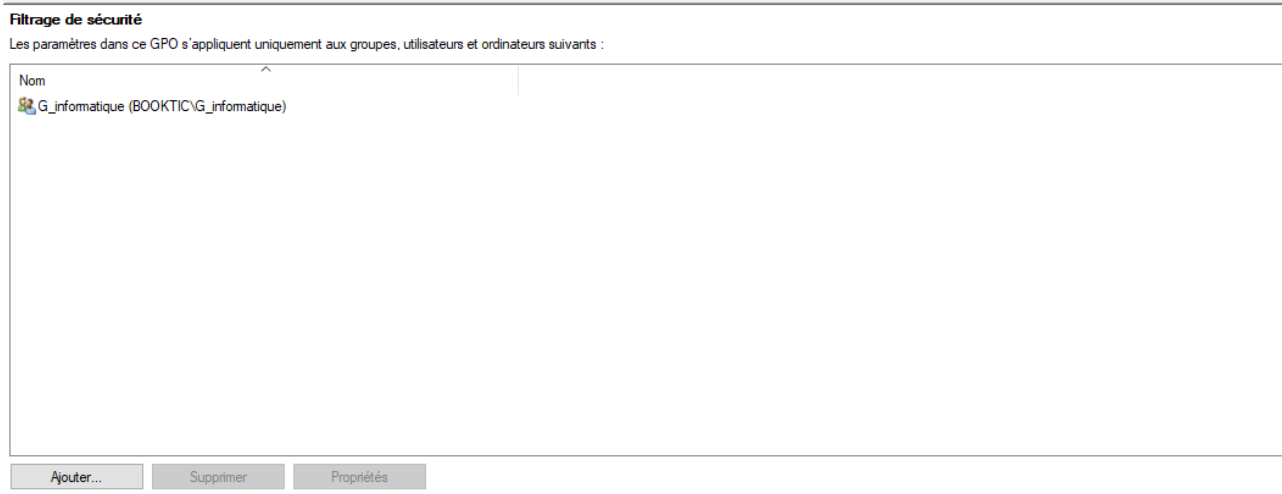 Filtrage de sécurité
Les paramètres dans ce GPO s'appliquent uniquement aux groupes, utilisateurs et ordinateurs suivants :
Nom
G_informatique (BOOKTIC\G_informatique)
Ajouter... Supprimer Propriétés